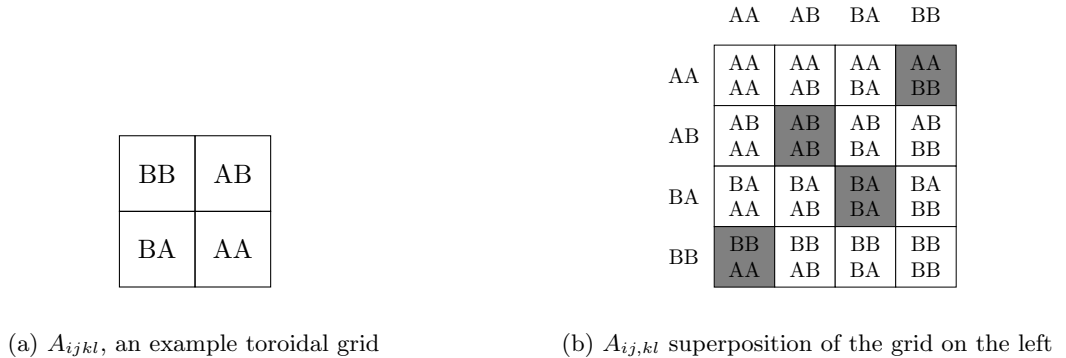 AA AB BA BB
AA AA AA AA AA
AA AB BA BB
AB AB AB AB AB
AA AB BA BB
BA BA BA BA BA
AA AB BA BB
BB BB BB BB BB
AA AB BA BB
BB AB
BA AA
(a) A_{ijkl}, an example toroidal grid
(b) A_{ij,kl} superposition of the grid on the left